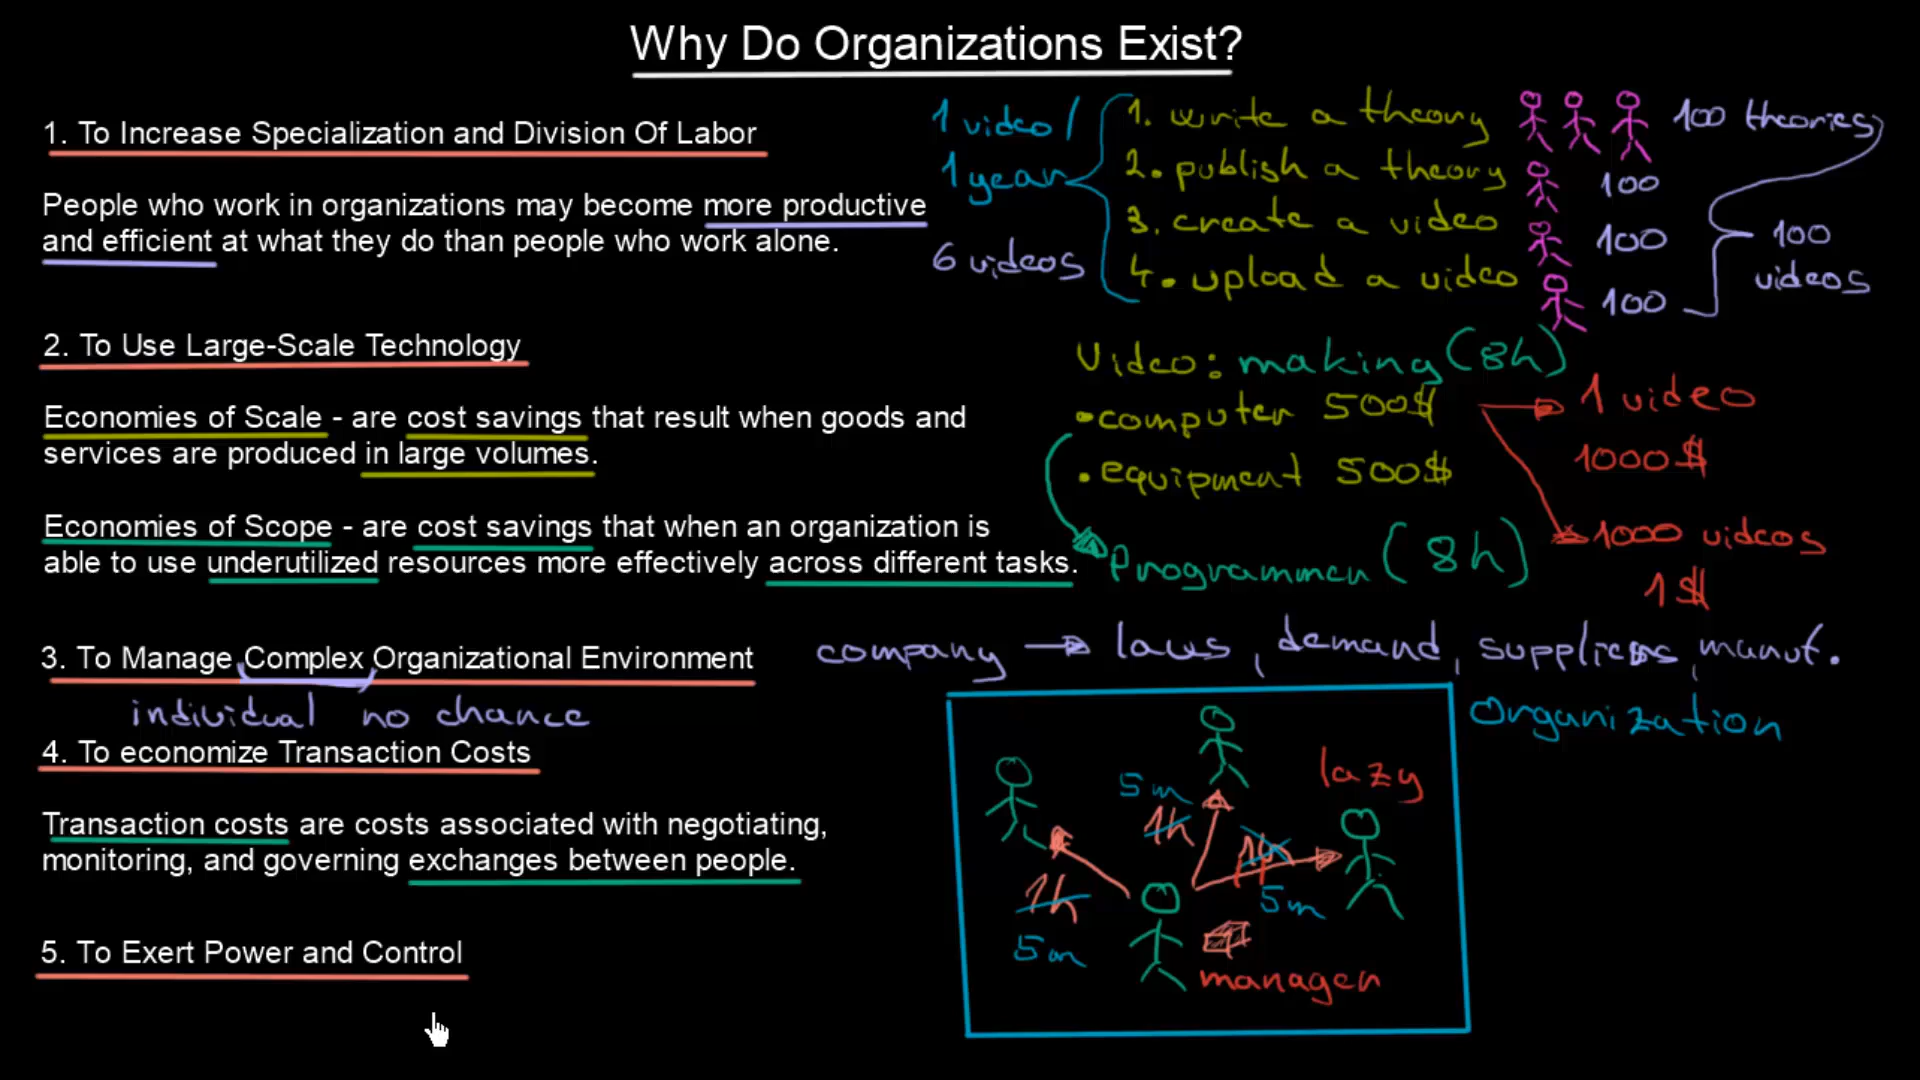 Why Do Organizations Exist?
1. To Increase Specialization and Division Of Labor
People who work in organizations may become more productive
and efficient at what they do than people who work alone.
1 video /
1 year
6 videos
1. write a theory
2. publish a theory
3. create a video
4. upload a video
100 theories
100
100
100
100
videos
2. To Use Large-Scale Technology
Economies of Scale - are cost savings that result when goods and
services are produced in large volumes.
Economies of Scope - are cost savings that when an organization is
able to use underutilized resources more effectively across different tasks.
Video: making (8h)
• computer 500$
• equipment 500$
Programmer (8h)
1 video
1000$
1000 videos
1$
3. To Manage Complex Organizational Environment
individual no chance
company → laws, demand, suppliers, manuf.
4. To economize Transaction Costs
Transaction costs are costs associated with negotiating,
monitoring, and governing exchanges between people.
5. To Exert Power and Control
Organization
lazy
5m
1h
1h
5m
1h
5m
manager